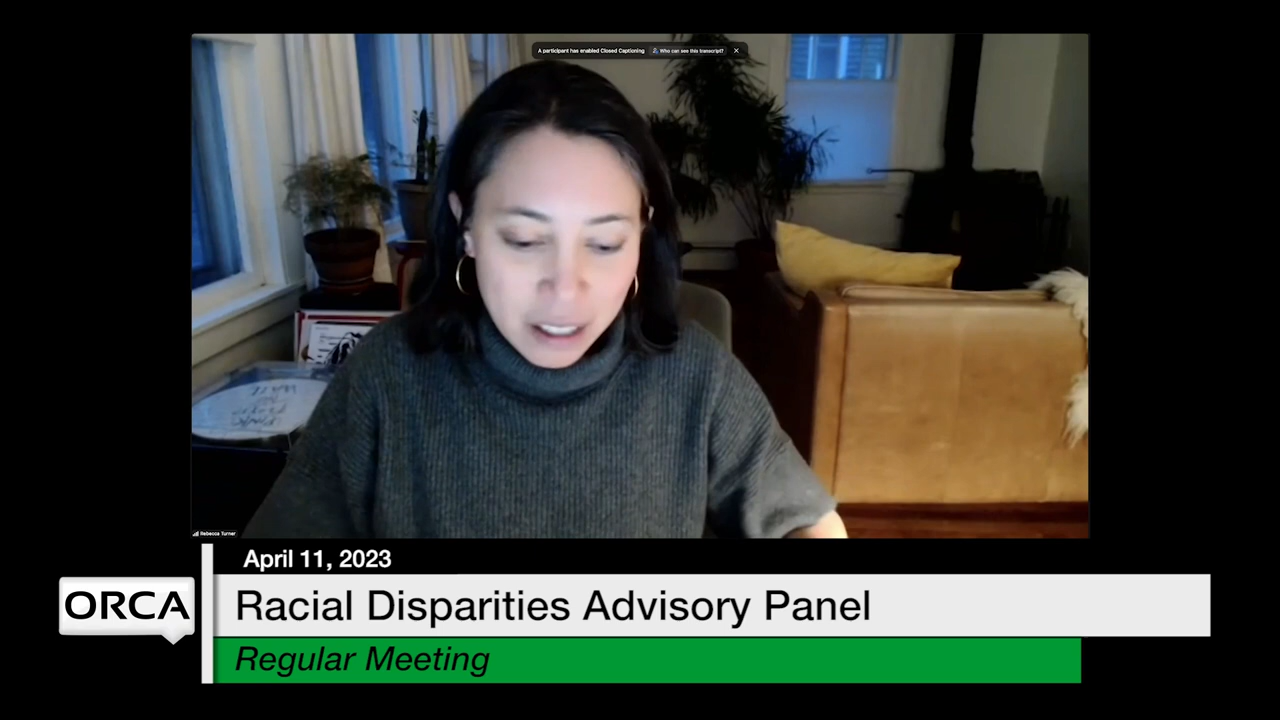 A participant has enabled Closed Captioning Who can see this transcript?
Rebecca Turner
April 11, 2023
ORCA
Racial Disparities Advisory Panel
Regular Meeting